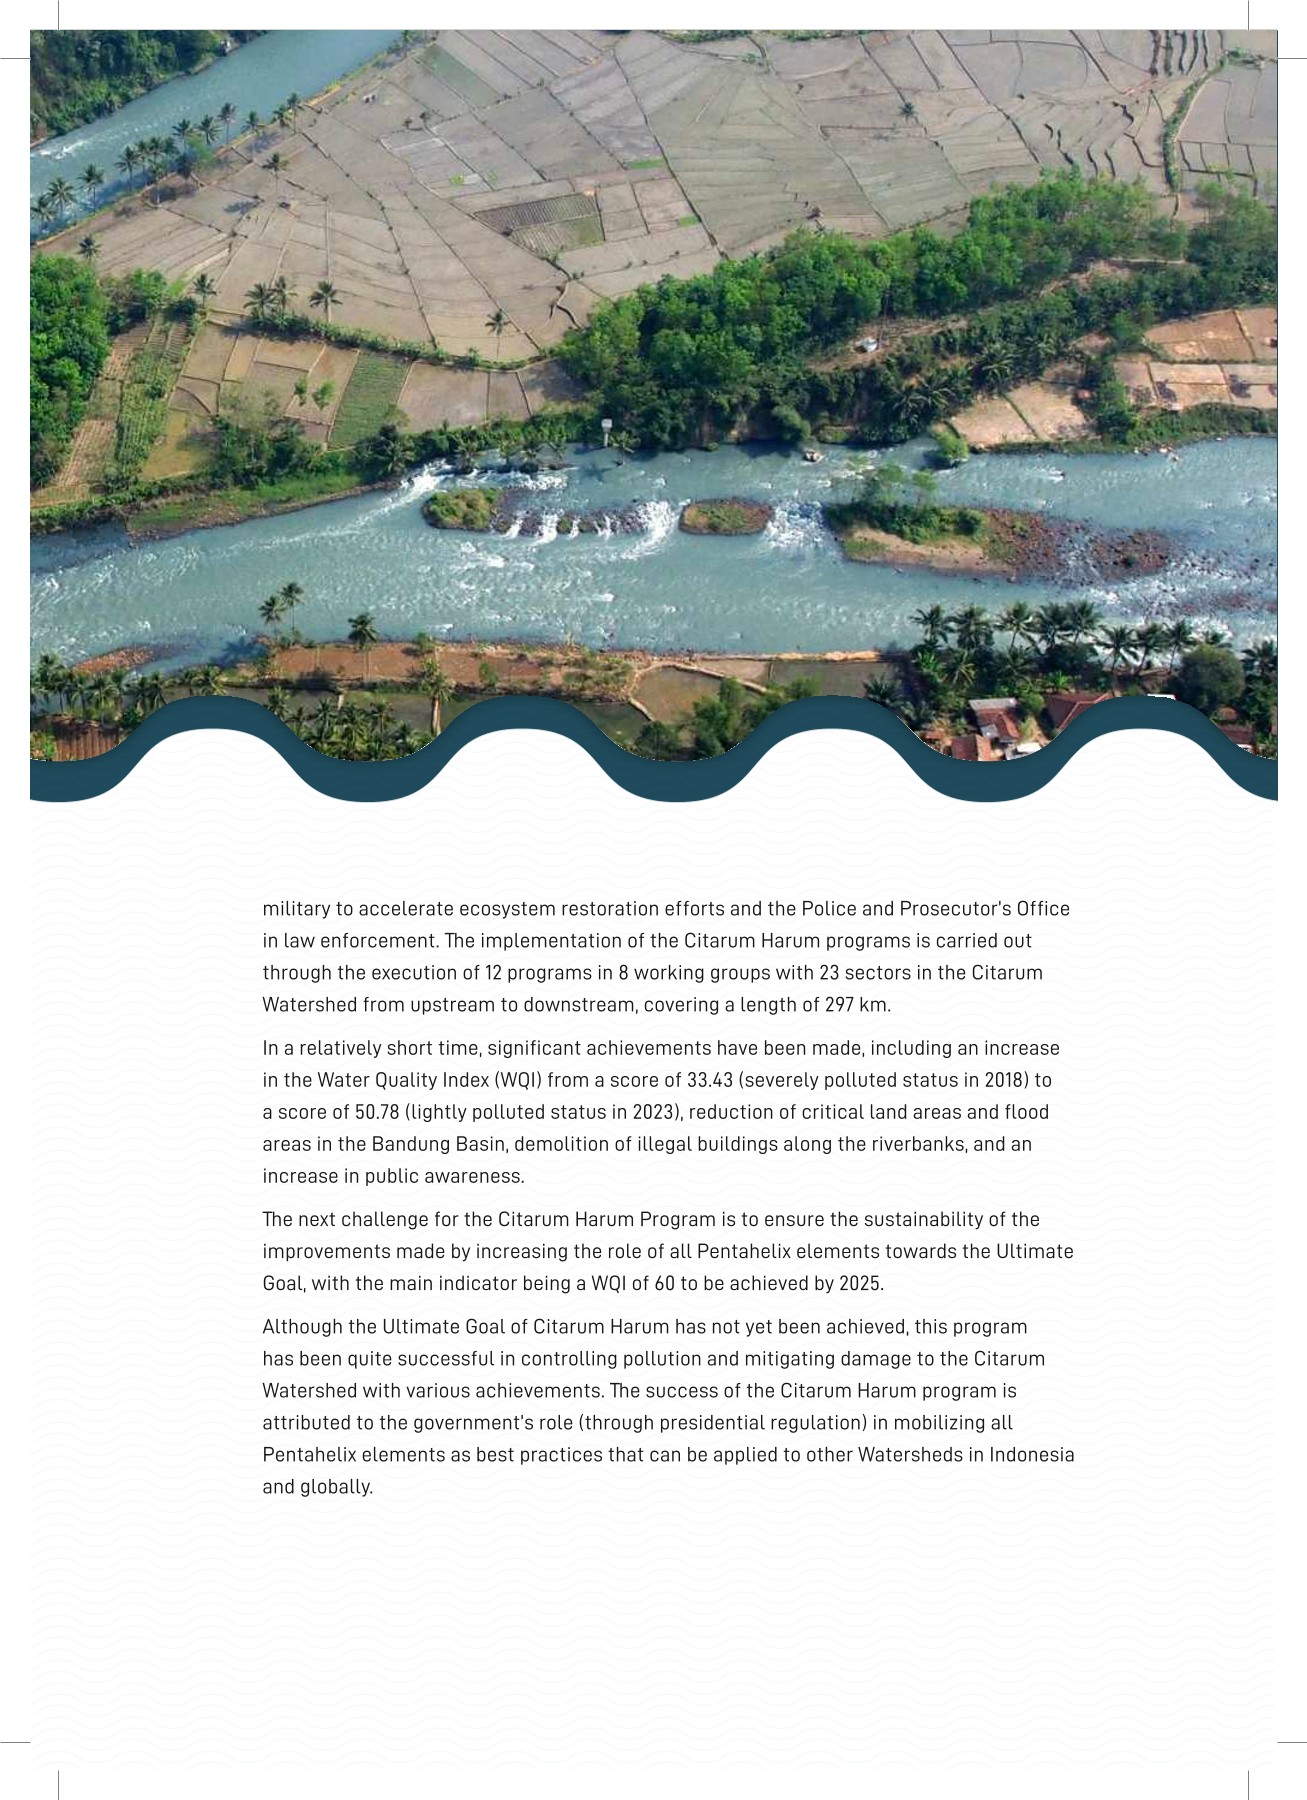 military to accelerate ecosystem restoration efforts and the Police and Prosecutor's Office
in law enforcement. The implementation of the Citarum Harum programs is carried out
through the execution of 12 programs in 8 working groups with 23 sectors in the Citarum
Watershed from upstream to downstream, covering a length of 297 km.
In a relatively short time, significant achievements have been made, including an increase
in the Water Quality Index (WQI) from a score of 33.43 (severely polluted status in 2018) to
a score of 50.78 (lightly polluted status in 2023), reduction of critical land areas and flood
areas in the Bandung Basin, demolition of illegal buildings along the riverbanks, and an
increase in public awareness.
The next challenge for the Citarum Harum Program is to ensure the sustainability of the
improvements made by increasing the role of all Pentahelix elements towards the Ultimate
Goal, with the main indicator being a WQI of 60 to be achieved by 2025.
Although the Ultimate Goal of Citarum Harum has not yet been achieved, this program
has been quite successful in controlling pollution and mitigating damage to the Citarum
Watershed with various achievements. The success of the Citarum Harum program is
attributed to the government's role (through presidential regulation) in mobilizing all
Pentahelix elements as best practices that can be applied to other Watersheds in Indonesia
and globally.